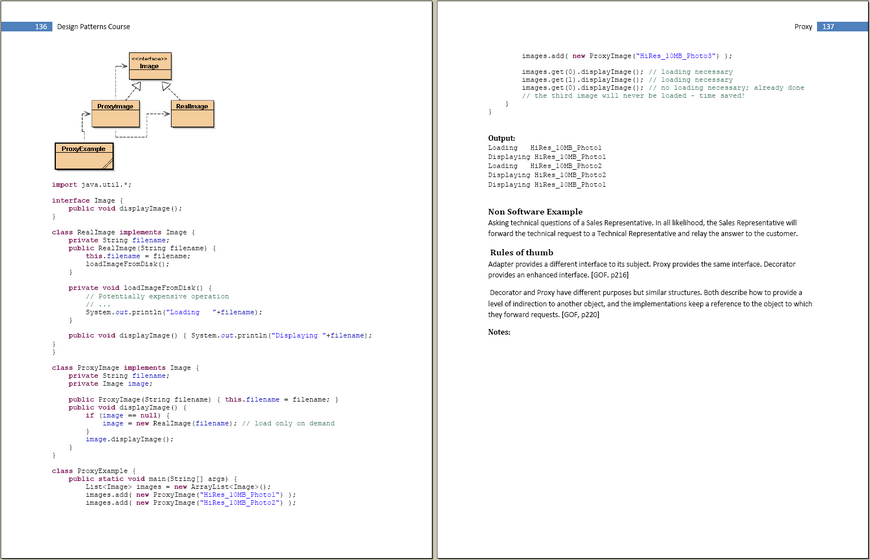 136 Design Patterns Course
<<interface>>
Image
ProxyImage RealImage
ProxyExample
import java.util.*;
interface Image {
public void displayImage();
}
class RealImage implements Image {
private String filename;
public RealImage(String filename) {
this.filename = filename;
loadImageFromDisk();
}
private void loadImageFromDisk() {
// Potentially expensive operation
// ...
System.out.println("Loading   "+filename);
}
public void displayImage() { System.out.println("Displaying "+filename);
}
}
class ProxyImage implements Image {
private String filename;
private Image image;
public ProxyImage(String filename) { this.filename = filename; }
public void displayImage() {
if (image == null) {
image = new RealImage(filename); // load only on demand
}
image.displayImage();
}
}
class ProxyExample {
public static void main(String[] args) {
List<Image> images = new ArrayList<Image>();
images.add( new ProxyImage("HiRes_10MB_Photo1") );
images.add( new ProxyImage("HiRes_10MB_Photo2") );
Proxy 137
images.add( new ProxyImage("HiRes_10MB_Photo3") );
images.get(0).displayImage(); // loading necessary
images.get(1).displayImage(); // loading necessary
images.get(0).displayImage(); // no loading necessary; already done
// the third image will never be loaded - time saved!
}
}
Output:
Loading   HiRes_10MB_Photo1
Displaying HiRes_10MB_Photo1
Loading   HiRes_10MB_Photo2
Displaying HiRes_10MB_Photo2
Displaying HiRes_10MB_Photo1
Non Software Example
Asking technical questions of a Sales Representative. In all likelihood, the Sales Representative will
forward the technical request to a Technical Representative and relay the answer to the customer.
Rules of thumb
Adapter provides a different interface to its subject. Proxy provides the same interface. Decorator
provides an enhanced interface. [GOF. p216]
Decorator and Proxy have different purposes but similar structures. Both describe how to provide a
level of indirection to another object, and the implementations keep a reference to the object to which
they forward requests. [GOF, p220]
Notes: